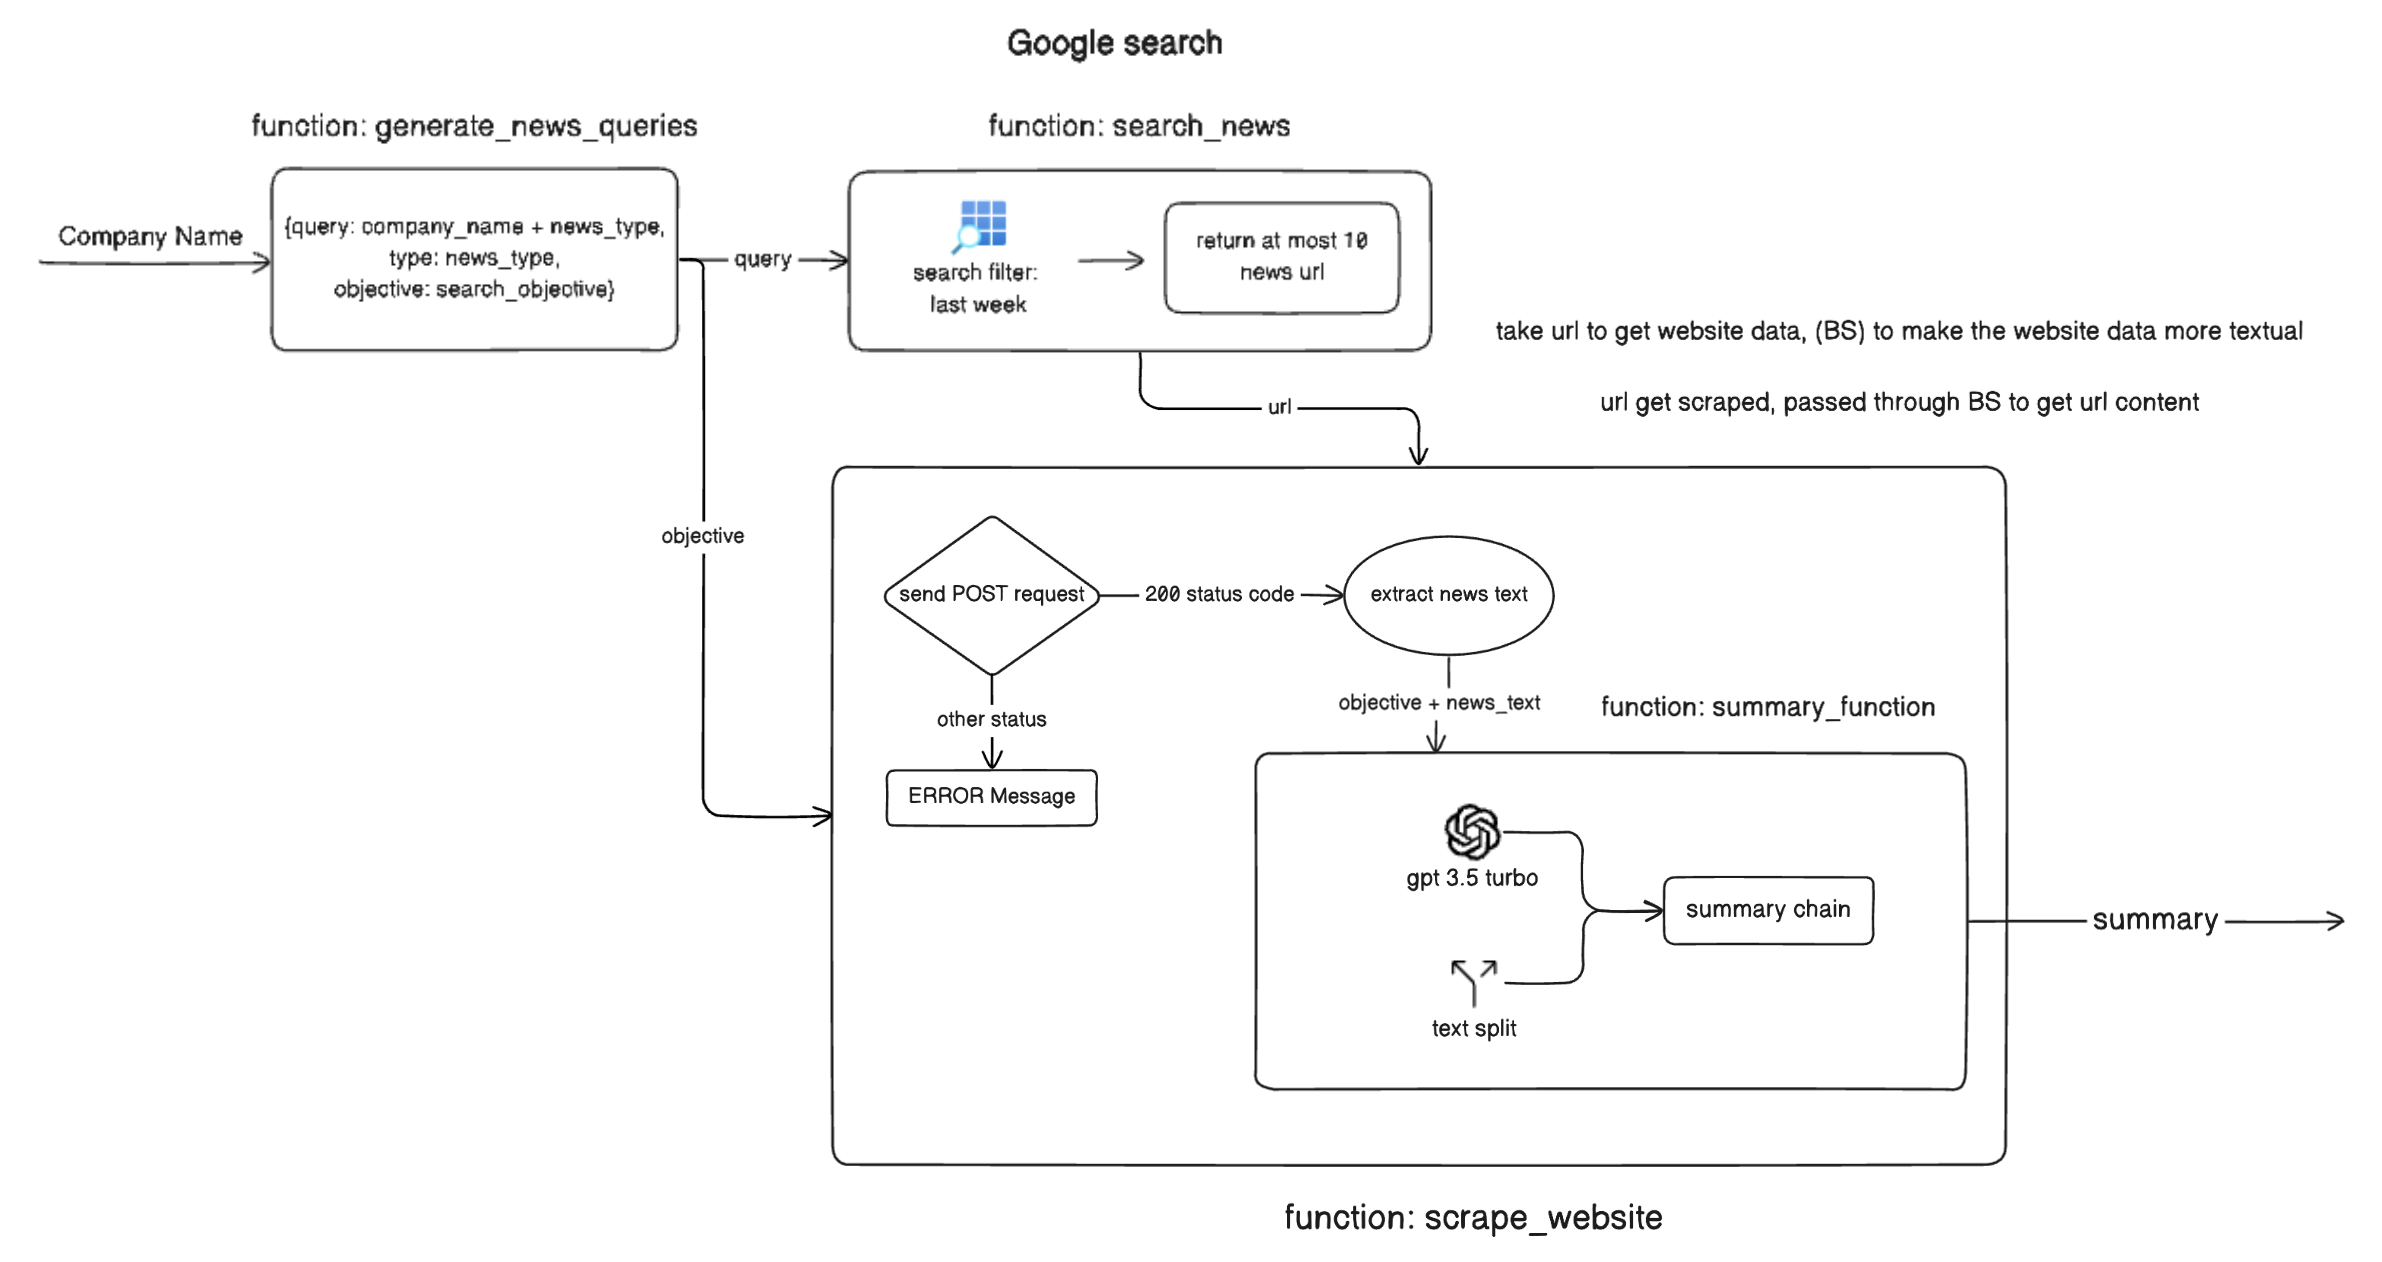 Google search
function: generate_news_queries
function: search_news
Company Name
{query: company_name + news_type,
type: news_type,
objective: search_objective}
query
search filter:
last week
return at most 10
news url
take url to get website data, (BS) to make the website data more textual
url get scraped, passed through BS to get url content
url
objective
send POST request
200 status code
extract news text
other status
ERROR Message
objective + news_text
function: summary_function
gpt 3.5 turbo
text split
summary chain
summary
function: scrape_website